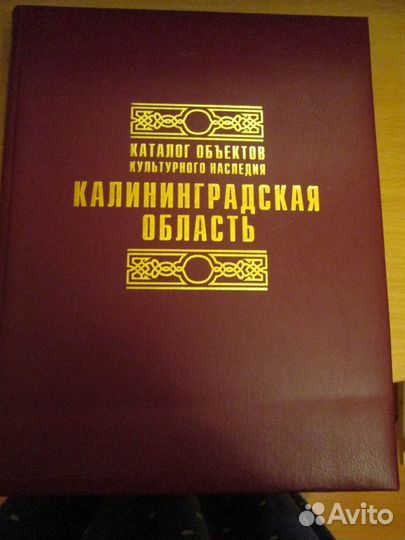 КАТАЛОГ ОБЪЕКТОВ
КУЛЬТУРНОГО НАСЛЕДИЯ
КАЛИНИНГРАДСКАЯ
ОБЛАСТЬ
Avito